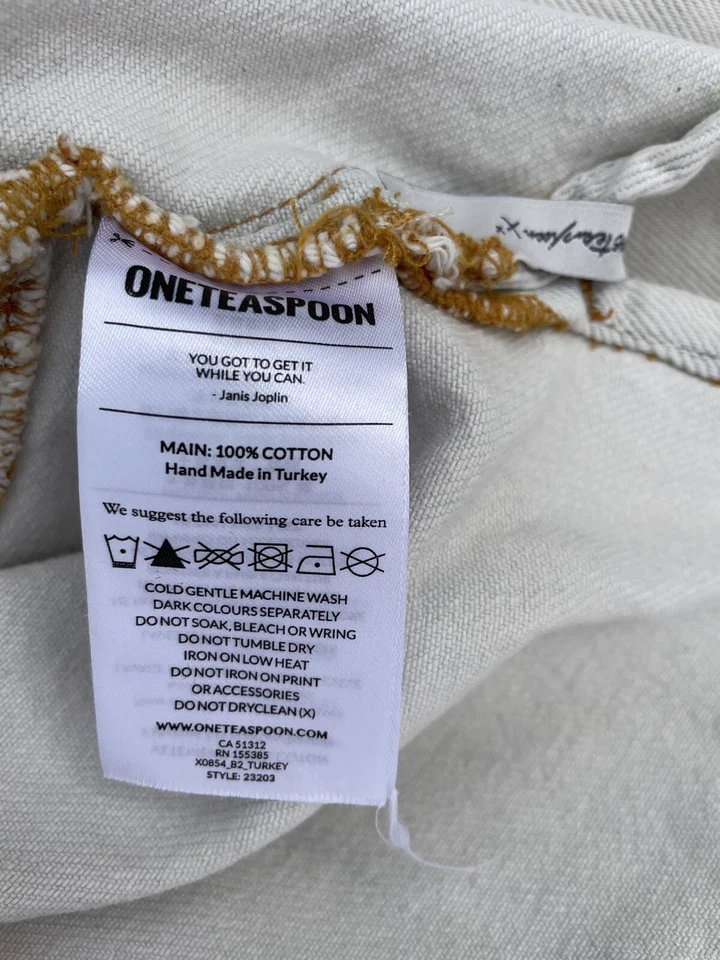 ONETEASPOON
YOU GOT TO GET IT
WHILE YOU CAN.
- Janis Joplin
MAIN: 100% COTTON
Hand Made in Turkey
We suggest the following care be taken
COLD GENTLE MACHINE WASH
DARK COLOURS SEPARATELY
DO NOT SOAK, BLEACH OR WRING
DO NOT TUMBLE DRY
IRON ON LOW HEAT
DO NOT IRON ON PRINT
OR ACCESSORIES
DO NOT DRYCLEAN (X)
WWW.ONETEASPOON.COM
CA 51312
RN 155385
X0854_B2_TURKEY
STYLE: 23203